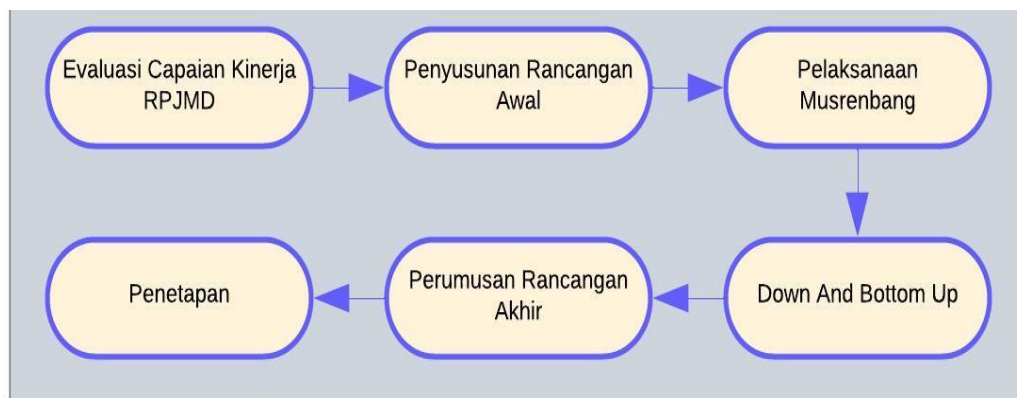 Evaluasi Capaian Kinerja
RPJMD
Penyusunan Rancangan
Awal
Pelaksanaan
Musrenbang
Down And Bottom Up
Perumusan Rancangan
Akhir
Penetapan